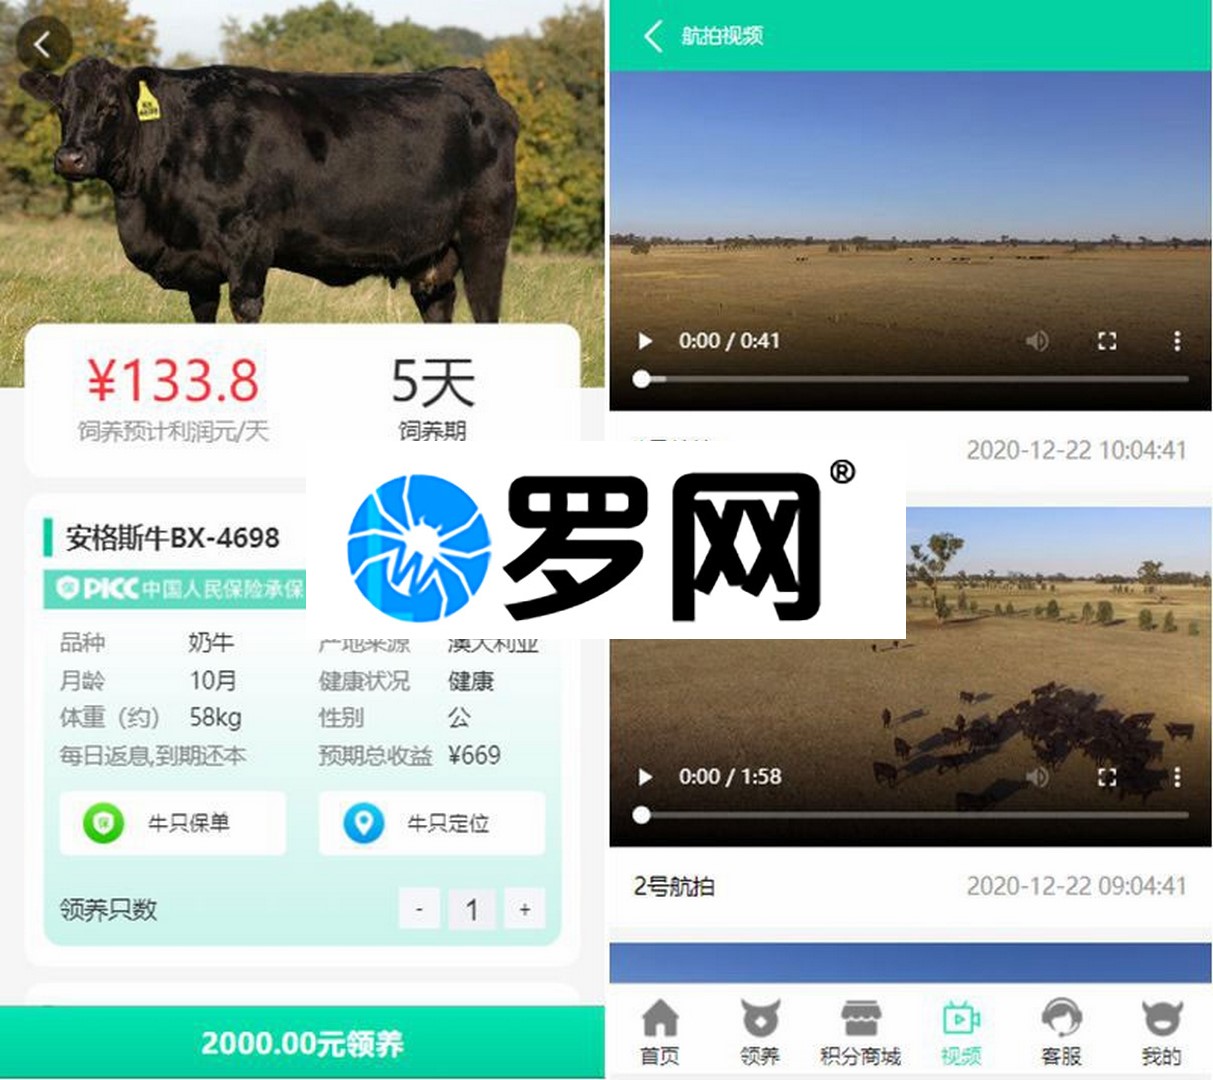 ¥133.8
饲养预计利润元/天
5天
饲养期
安格斯牛BX-4698
PICC中国人民保险承保
品种 奶牛
产地来源 澳大利亚
月龄 10月
健康状况 健康
体重（约） 58kg
性别 公
每日返息,到期还本
预期总收益 ¥669
牛只保单
牛只定位
领养只数
- 1 +
2000.00元领养
罗网®
航拍视频
0:00 / 0:41
2020-12-22 10:04:41
0:00 / 1:58
2号航拍
2020-12-22 09:04:41
首页
领养
积分商城
视频
客服
我的